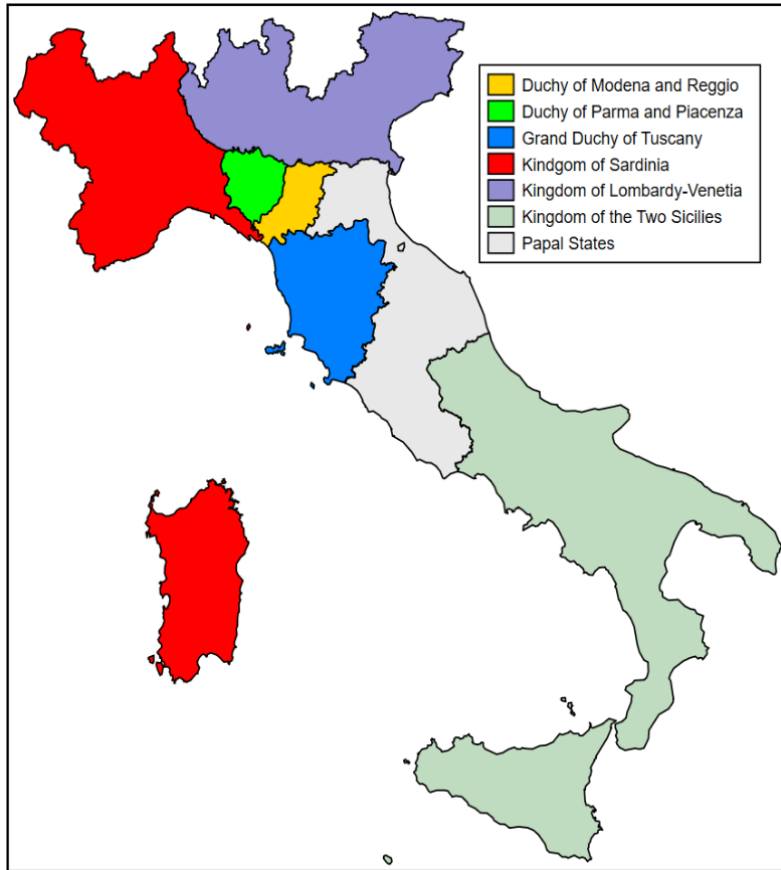 Duchy of Modena and Reggio
Duchy of Parma and Piacenza
Grand Duchy of Tuscany
Kindgom of Sardinia
Kingdom of Lombardy-Venetia
Kingdom of the Two Sicilies
Papal States